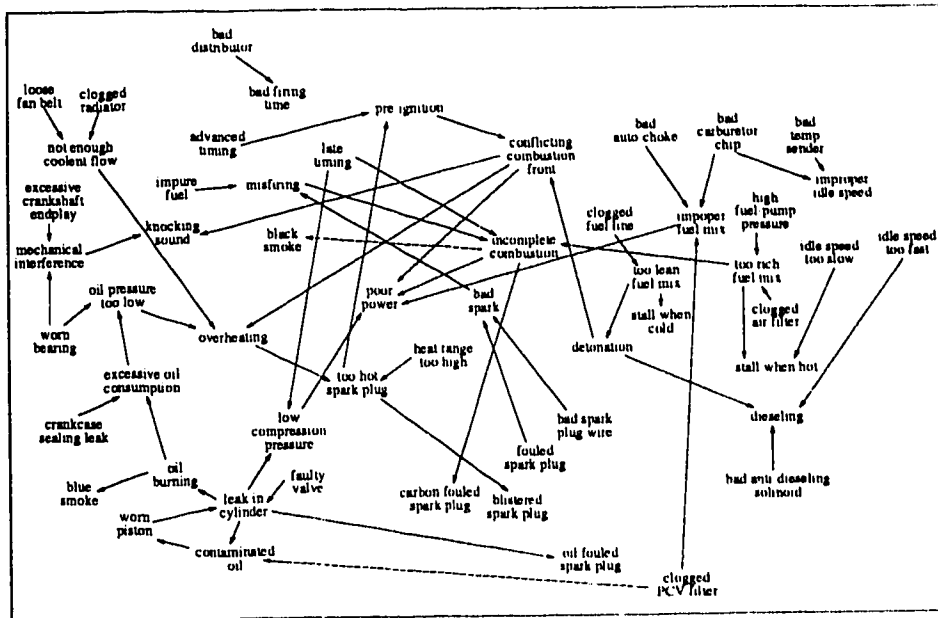 bad
distributor
bad firing
time
loose
fan belt
clogged
radiator
not enough
coolent flow
advanced
timing
pre ignition
late
timing
conflicting
combustion
front
bad
auto choke
bad
carburetor
chip
bad
temp
sender
improper
idle speed
excessive
crankshaft
endplay
impure
fuel
misfiring
knocking
sound
mechanical
interference
black
smoke
incomplete
combustion
clogged
fuel line
impoper
fuel mix
high
fuel pump
pressure
idle speed
too slow
idle speed
too fast
too lean
fuel mix
too rich
fuel mix
oil pressure
too low
poor
power
bad
spark
stall when
cold
clogged
air filter
worn
bearing
overheating
heat range
too high
detonation
stall when hot
excessive oil
consumption
too hot
spark plug
dieseling
crankcase
sealing leak
low
compression
pressure
bad spark
plug wire
fouled
spark plug
bad anti dieseling
solinoid
oil
burning
blue
smoke
faulty
valve
leak in
cylinder
carbon fouled
spark plug
blistered
spark plug
worn
piston
contaminated
oil
oil fouled
spark plug
clogged
PCV filter